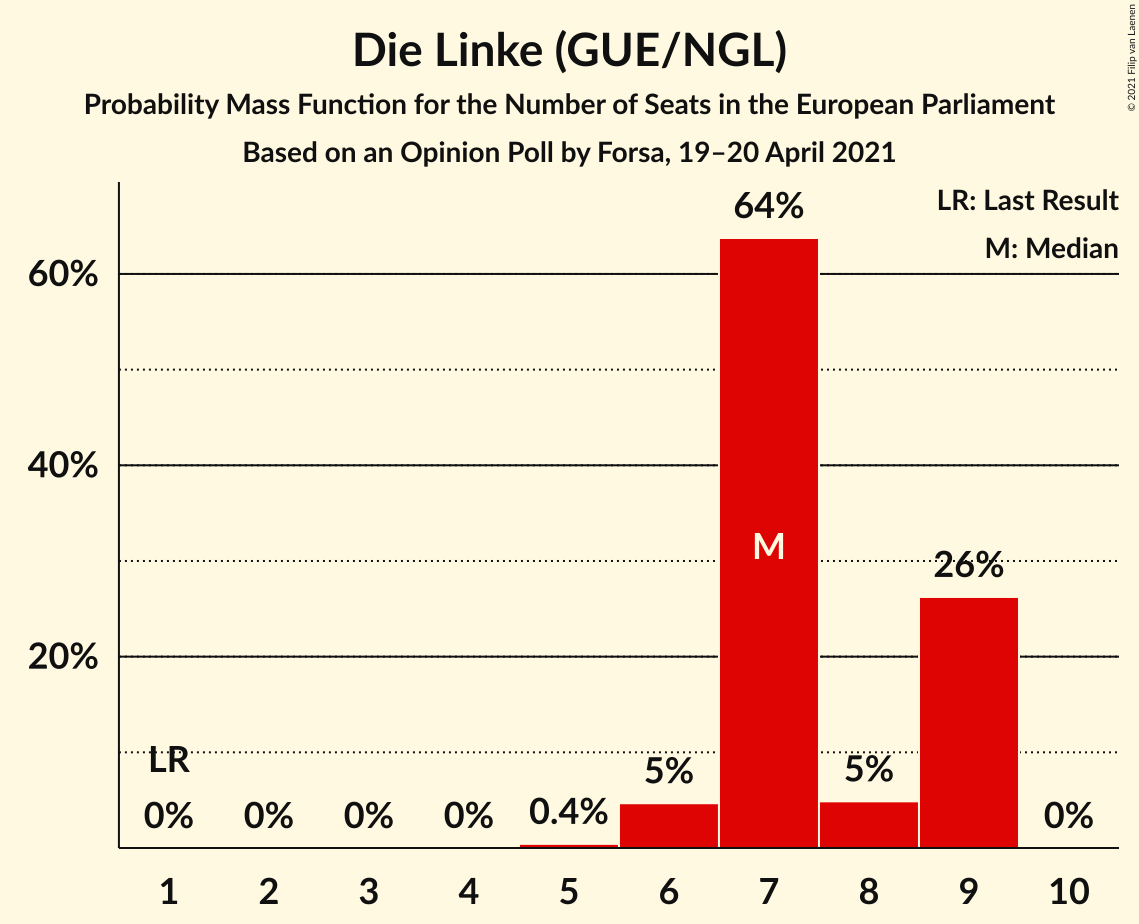 Die Linke (GUE/NGL)
Probability Mass Function for the Number of Seats in the European Parliament
Based on an Opinion Poll by Forsa, 19–20 April 2021
© 2021 Filip van Laenen
LR: Last Result
M: Median
60%
40%
20%
LR
0%
0%
0%
0%
0.4%
5%
64%
M
5%
26%
0%
1 2 3 4 5 6 7 8 9 10